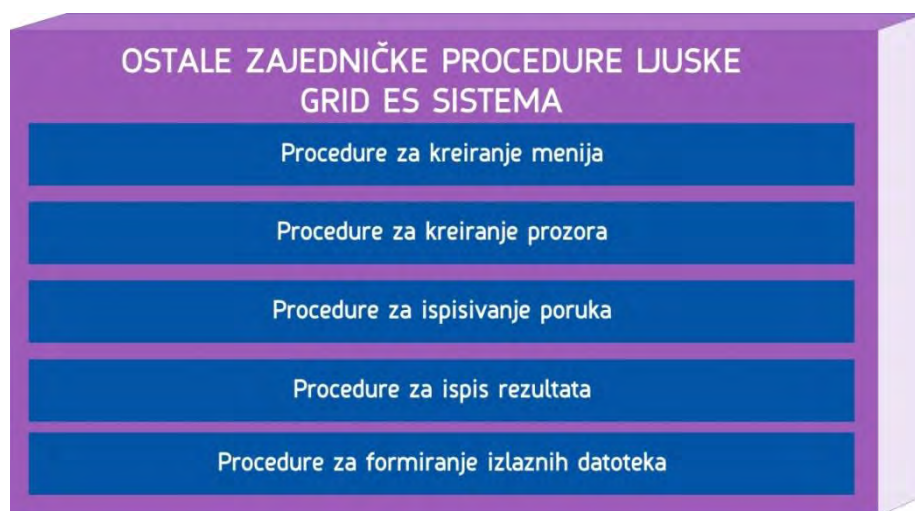 OSTALE ZAJEDNIČKE PROCEDURE LJUSKE
GRID ES SISTEMA
Procedure za kreiranje menija
Procedure za kreiranje prozora
Procedure za ispisivanje poruka
Procedure za ispis rezultata
Procedure za formiranje izlaznih datoteka